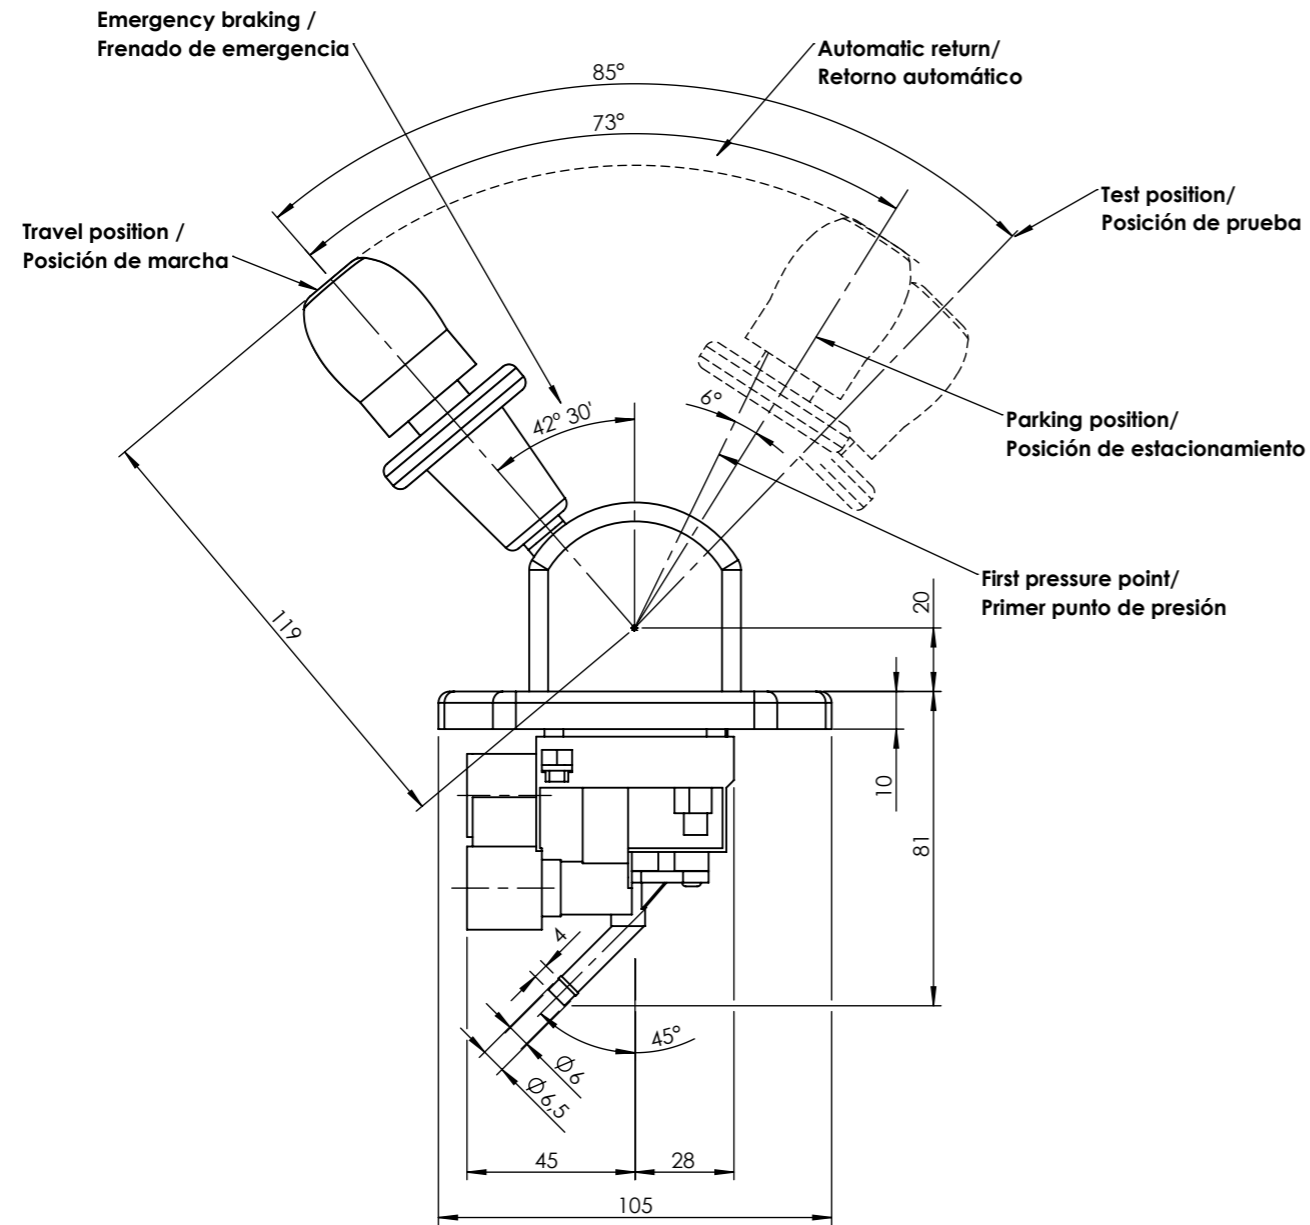 Emergency braking /
Frenado de emergencia
Automatic return/
Retorno automático
85°
73°
Test position/
Posición de prueba
Travel position /
Posición de marcha
6°
42° 30'
Parking position/
Posición de estacionamiento
First pressure point/
Primer punto de presión
119
20
10
81
4
45°
Ø6
Ø6,5
45
28
105